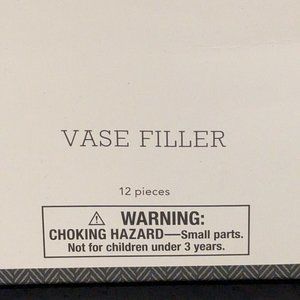 VASE FILLER
12 pieces
⚠ WARNING:
CHOKING HAZARD—Small parts.
Not for children under 3 years.